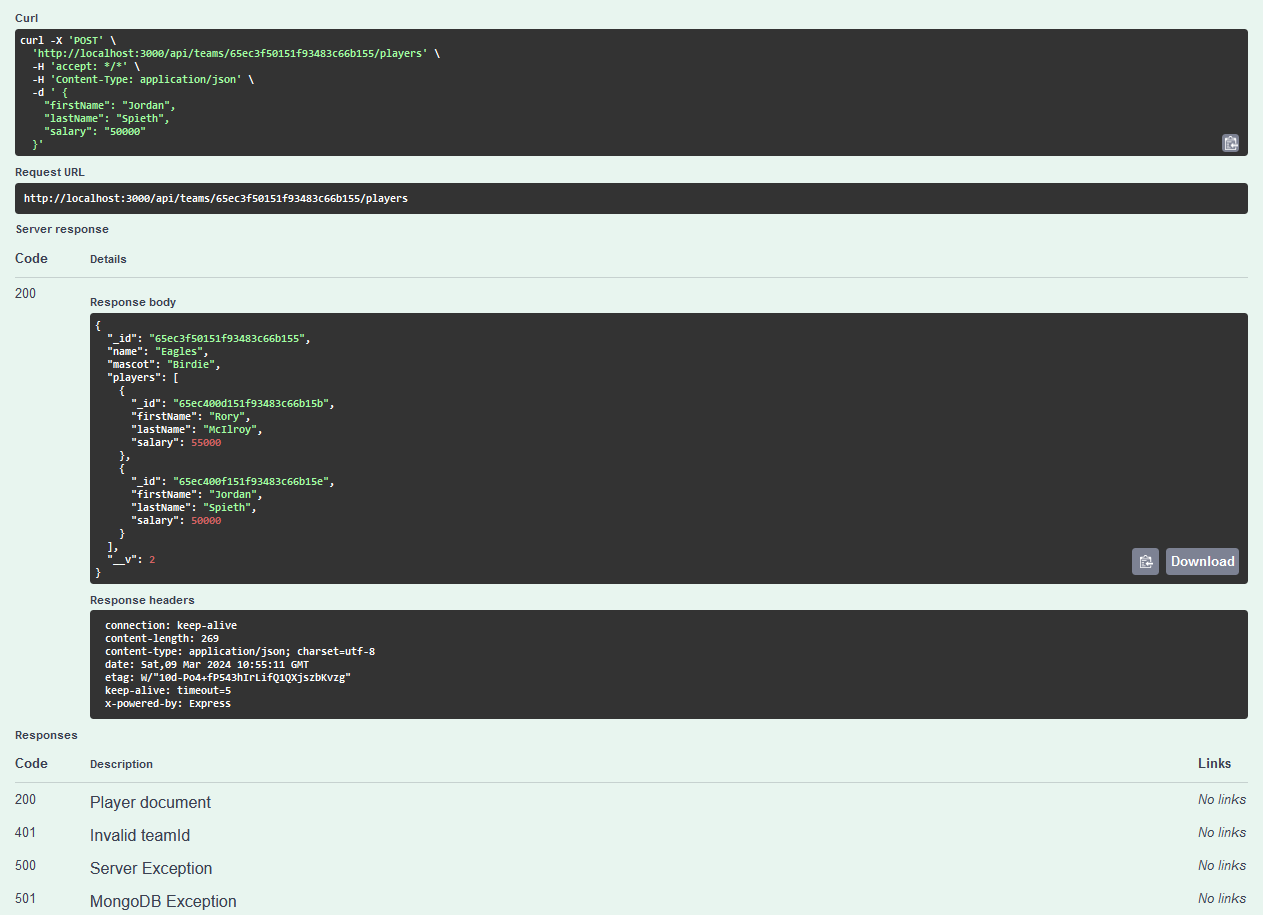 Curl
curl -X 'POST' \
  'http://localhost:3000/api/teams/65ec3f50151f93483c66b155/players' \
  -H 'accept: */*' \
  -H 'Content-Type: application/json' \
  -d ' {
    "firstName": "Jordan",
    "lastName": "Spieth",
    "salary": "50000"
  }'
Request URL
http://localhost:3000/api/teams/65ec3f50151f93483c66b155/players
Server response
Code Details
200
Response body
{
  "_id": "65ec3f50151f93483c66b155",
  "name": "Eagles",
  "mascot": "Birdie",
  "players": [
    {
      "_id": "65ec400d151f93483c66b15b",
      "firstName": "Rory",
      "lastName": "McIlroy",
      "salary": 55000
    },
    {
      "_id": "65ec400f151f93483c66b15e",
      "firstName": "Jordan",
      "lastName": "Spieth",
      "salary": 50000
    }
  ],
  "__v": 2
}
Download
Response headers
connection: keep-alive
content-length: 269
content-type: application/json; charset=utf-8
date: Sat,09 Mar 2024 10:55:11 GMT
etag: W/"10d-Po4+fP543hIrLifQ1QXjszbKvzg"
keep-alive: timeout=5
x-powered-by: Express
Responses
Code Description Links
200 Player document No links
401 Invalid teamId No links
500 Server Exception No links
501 MongoDB Exception No links